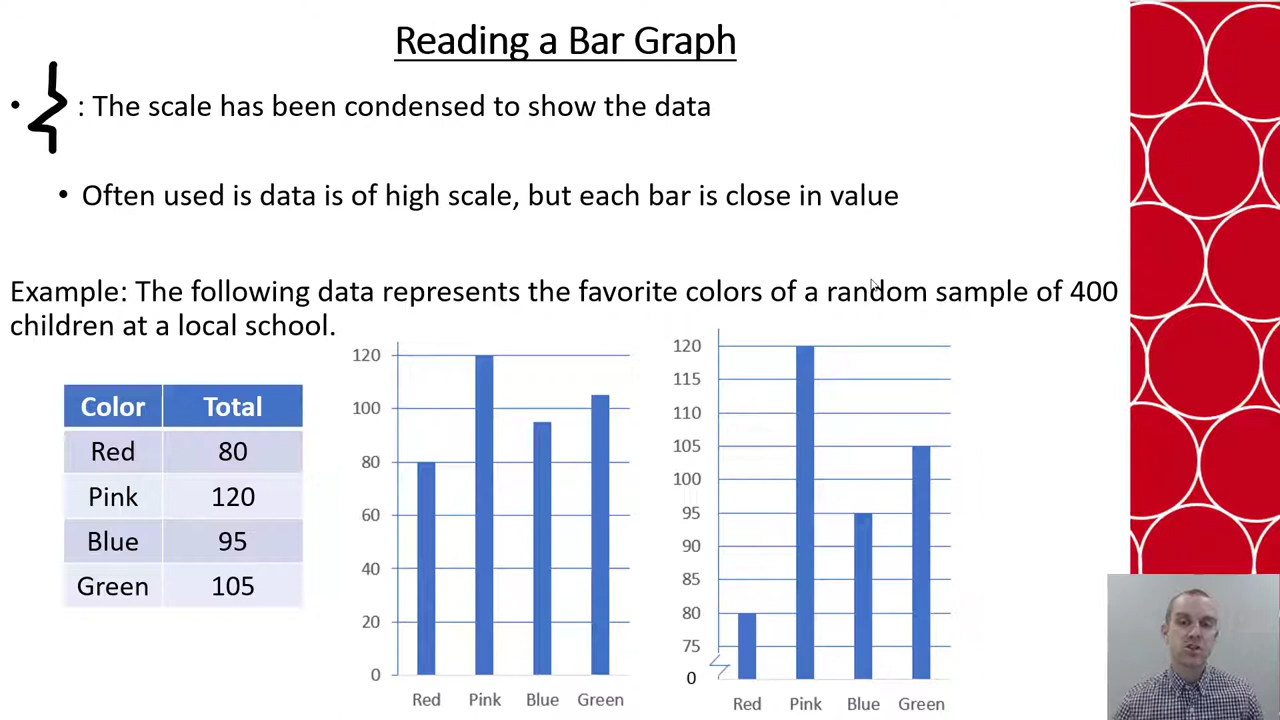 Reading a Bar Graph
• : The scale has been condensed to show the data
• Often used is data is of high scale, but each bar is close in value
Example: The following data represents the favorite colors of a random sample of 400
children at a local school.
Color Total
Red 80
Pink 120
Blue 95
Green 105
120
100
80
60
40
20
0
Red Pink Blue Green
120
115
110
105
100
95
90
85
80
75
0
Red Pink Blue Green